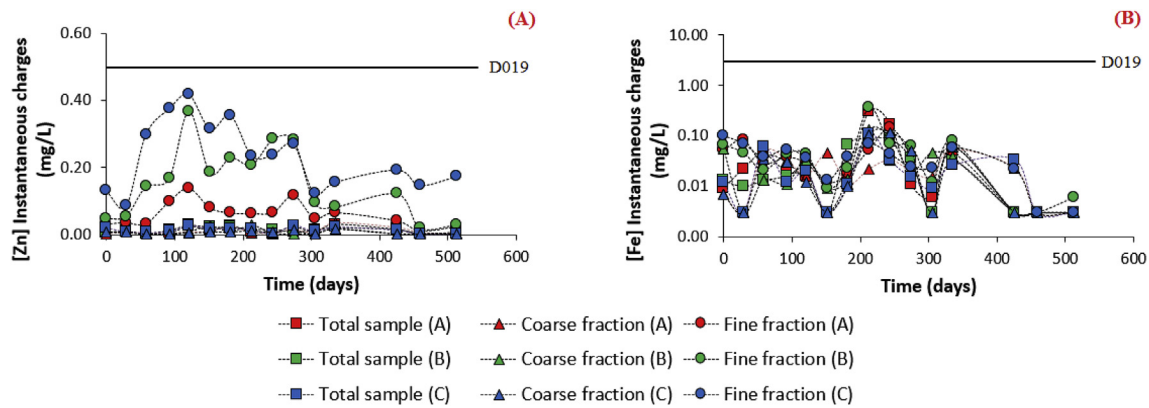 (A)
0.60
0.40
0.20
0.00
[Zn] Instantaneous charges
(mg/L)
D019
0 100 200 300 400 500 600
Time (days)
(B)
10.00
1.00
0.10
0.01
0.00
[Fe] Instantaneous charges
(mg/L)
D019
0 100 200 300 400 500 600
Time (days)
Total sample (A) Coarse fraction (A) Fine fraction (A)
Total sample (B) Coarse fraction (B) Fine fraction (B)
Total sample (C) Coarse fraction (C) Fine fraction (C)